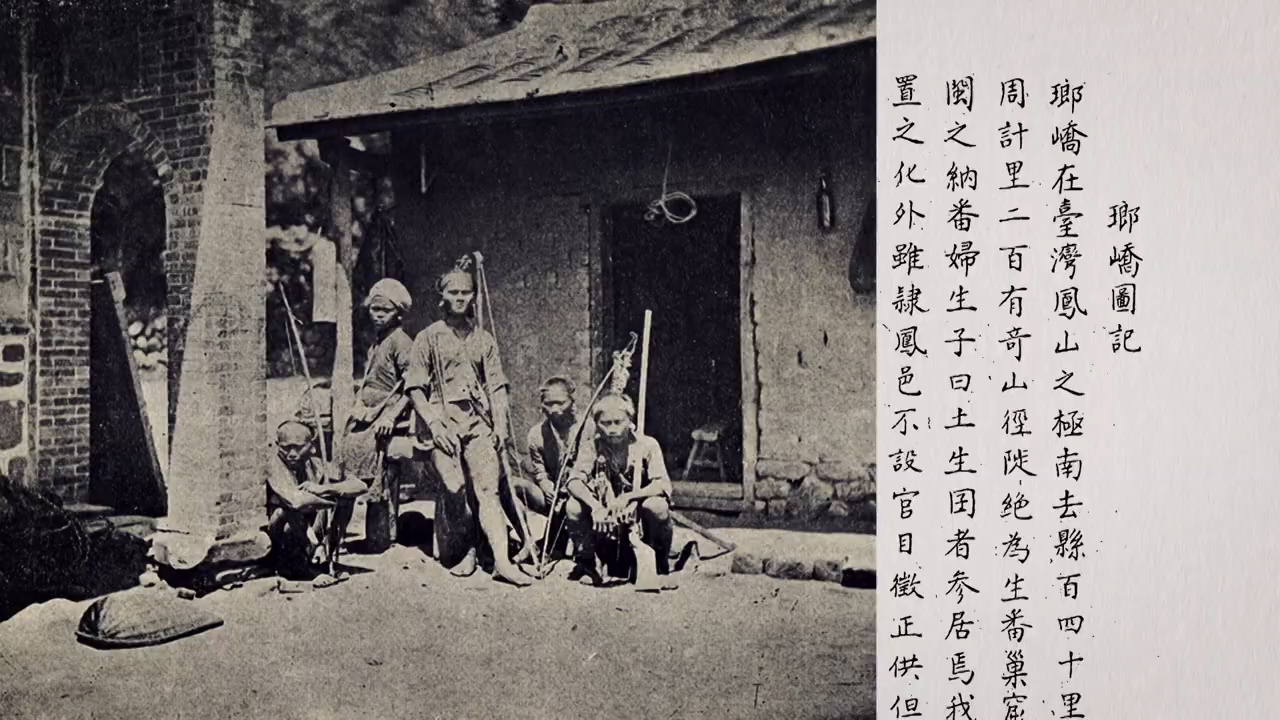 瑯嶠圖記
瑯嶠在臺灣鳳山之極南去縣百四十里
周計里二百有奇山徑陡絕為生番巢窟
閩之納番婦生子曰土生囝者參居焉我
置之化外雖隷鳳邑不設官目徵正供但